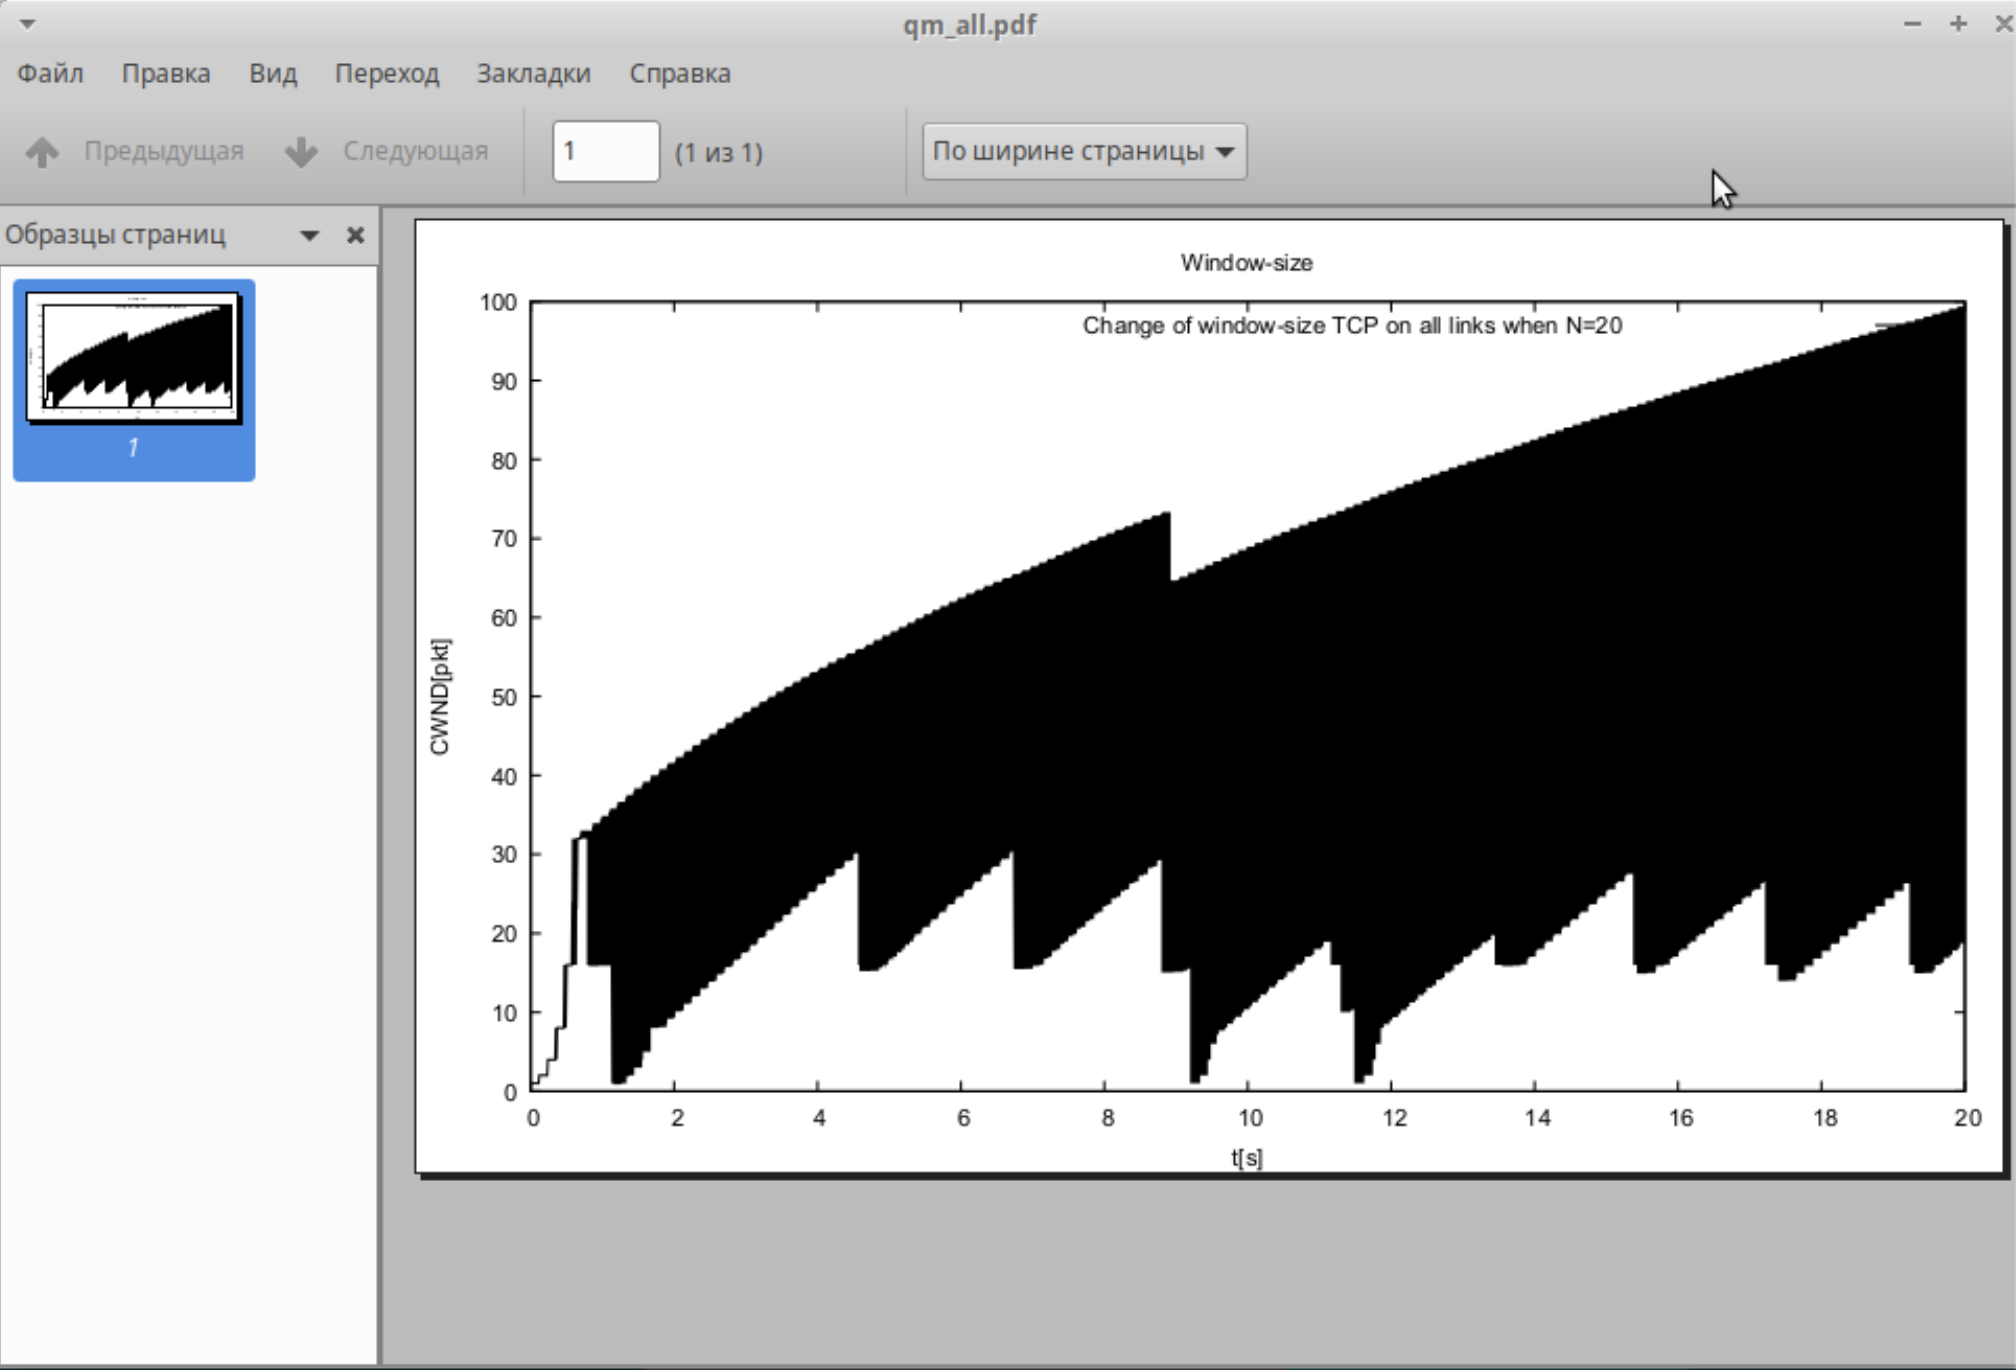 qm_all.pdf
Файл Правка Вид Переход Закладки Справка
Предыдущая Следующая 1 (1 из 1) По ширине страницы
Образцы страниц
1
Window-size
Change of window-size TCP on all links when N=20
100
90
80
70
60
50
40
30
20
10
0
CWND[pkt]
0 2 4 6 8 10 12 14 16 18 20
t[s]